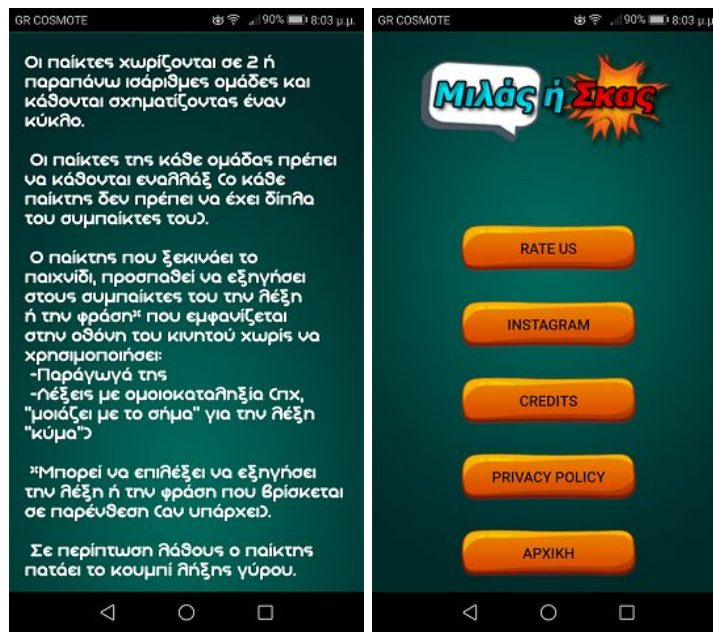 GR COSMOTE
90% 8:03 μ.μ.
Οι παίκτες χωρίζονται σε 2 ή
παραπάνω ισάριθμες ομάδες και
κάθονται σχηματίζοντας έναν
κύκλο.
Οι παίκτες της κάθε ομάδας πρέπει
να κάθονται εναλλάξ (ο κάθε
παίκτης δεν πρέπει να έχει δίπλα
του συμπαίκτες του).
Ο παίκτης που ξεκινάει το
παιχνίδι, προσπαθεί να εξηγήσει
στους συμπαίκτες του την λέξη
ή την φράση* που εμφανίζεται
στην οθόνη του κινητού χωρίς να
χρησιμοποιήσει:
-Παράγωγά της
-Λέξεις με ομοιοκαταληξία (πχ,
"μοιάζει με το σήμα" για την λέξη
"κύμα")
*Μπορεί να επιλέξει να εξηγήσει
την λέξη ή την φράση που βρίσκεται
σε παρένθεση (αν υπάρχει).
Σε περίπτωση λάθους ο παίκτης
πατάει το κουμπί λήξης γύρου.
GR COSMOTE
90% 8:03 μ.μ.
Μιλάς ή Σκας
RATE US
INSTAGRAM
CREDITS
PRIVACY POLICY
ΑΡΧΙΚΗ